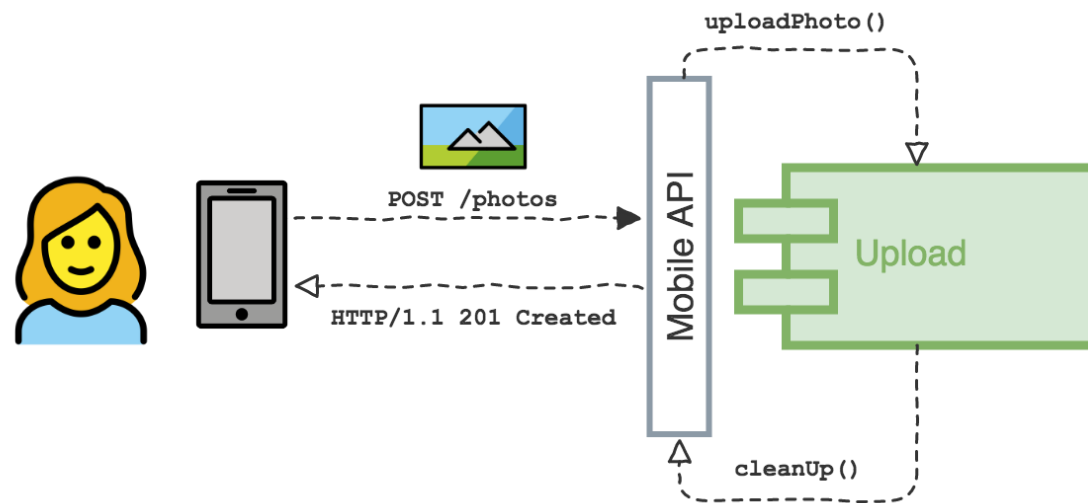 uploadPhoto()
POST /photos
Mobile API
Upload
HTTP/1.1 201 Created
cleanUp()